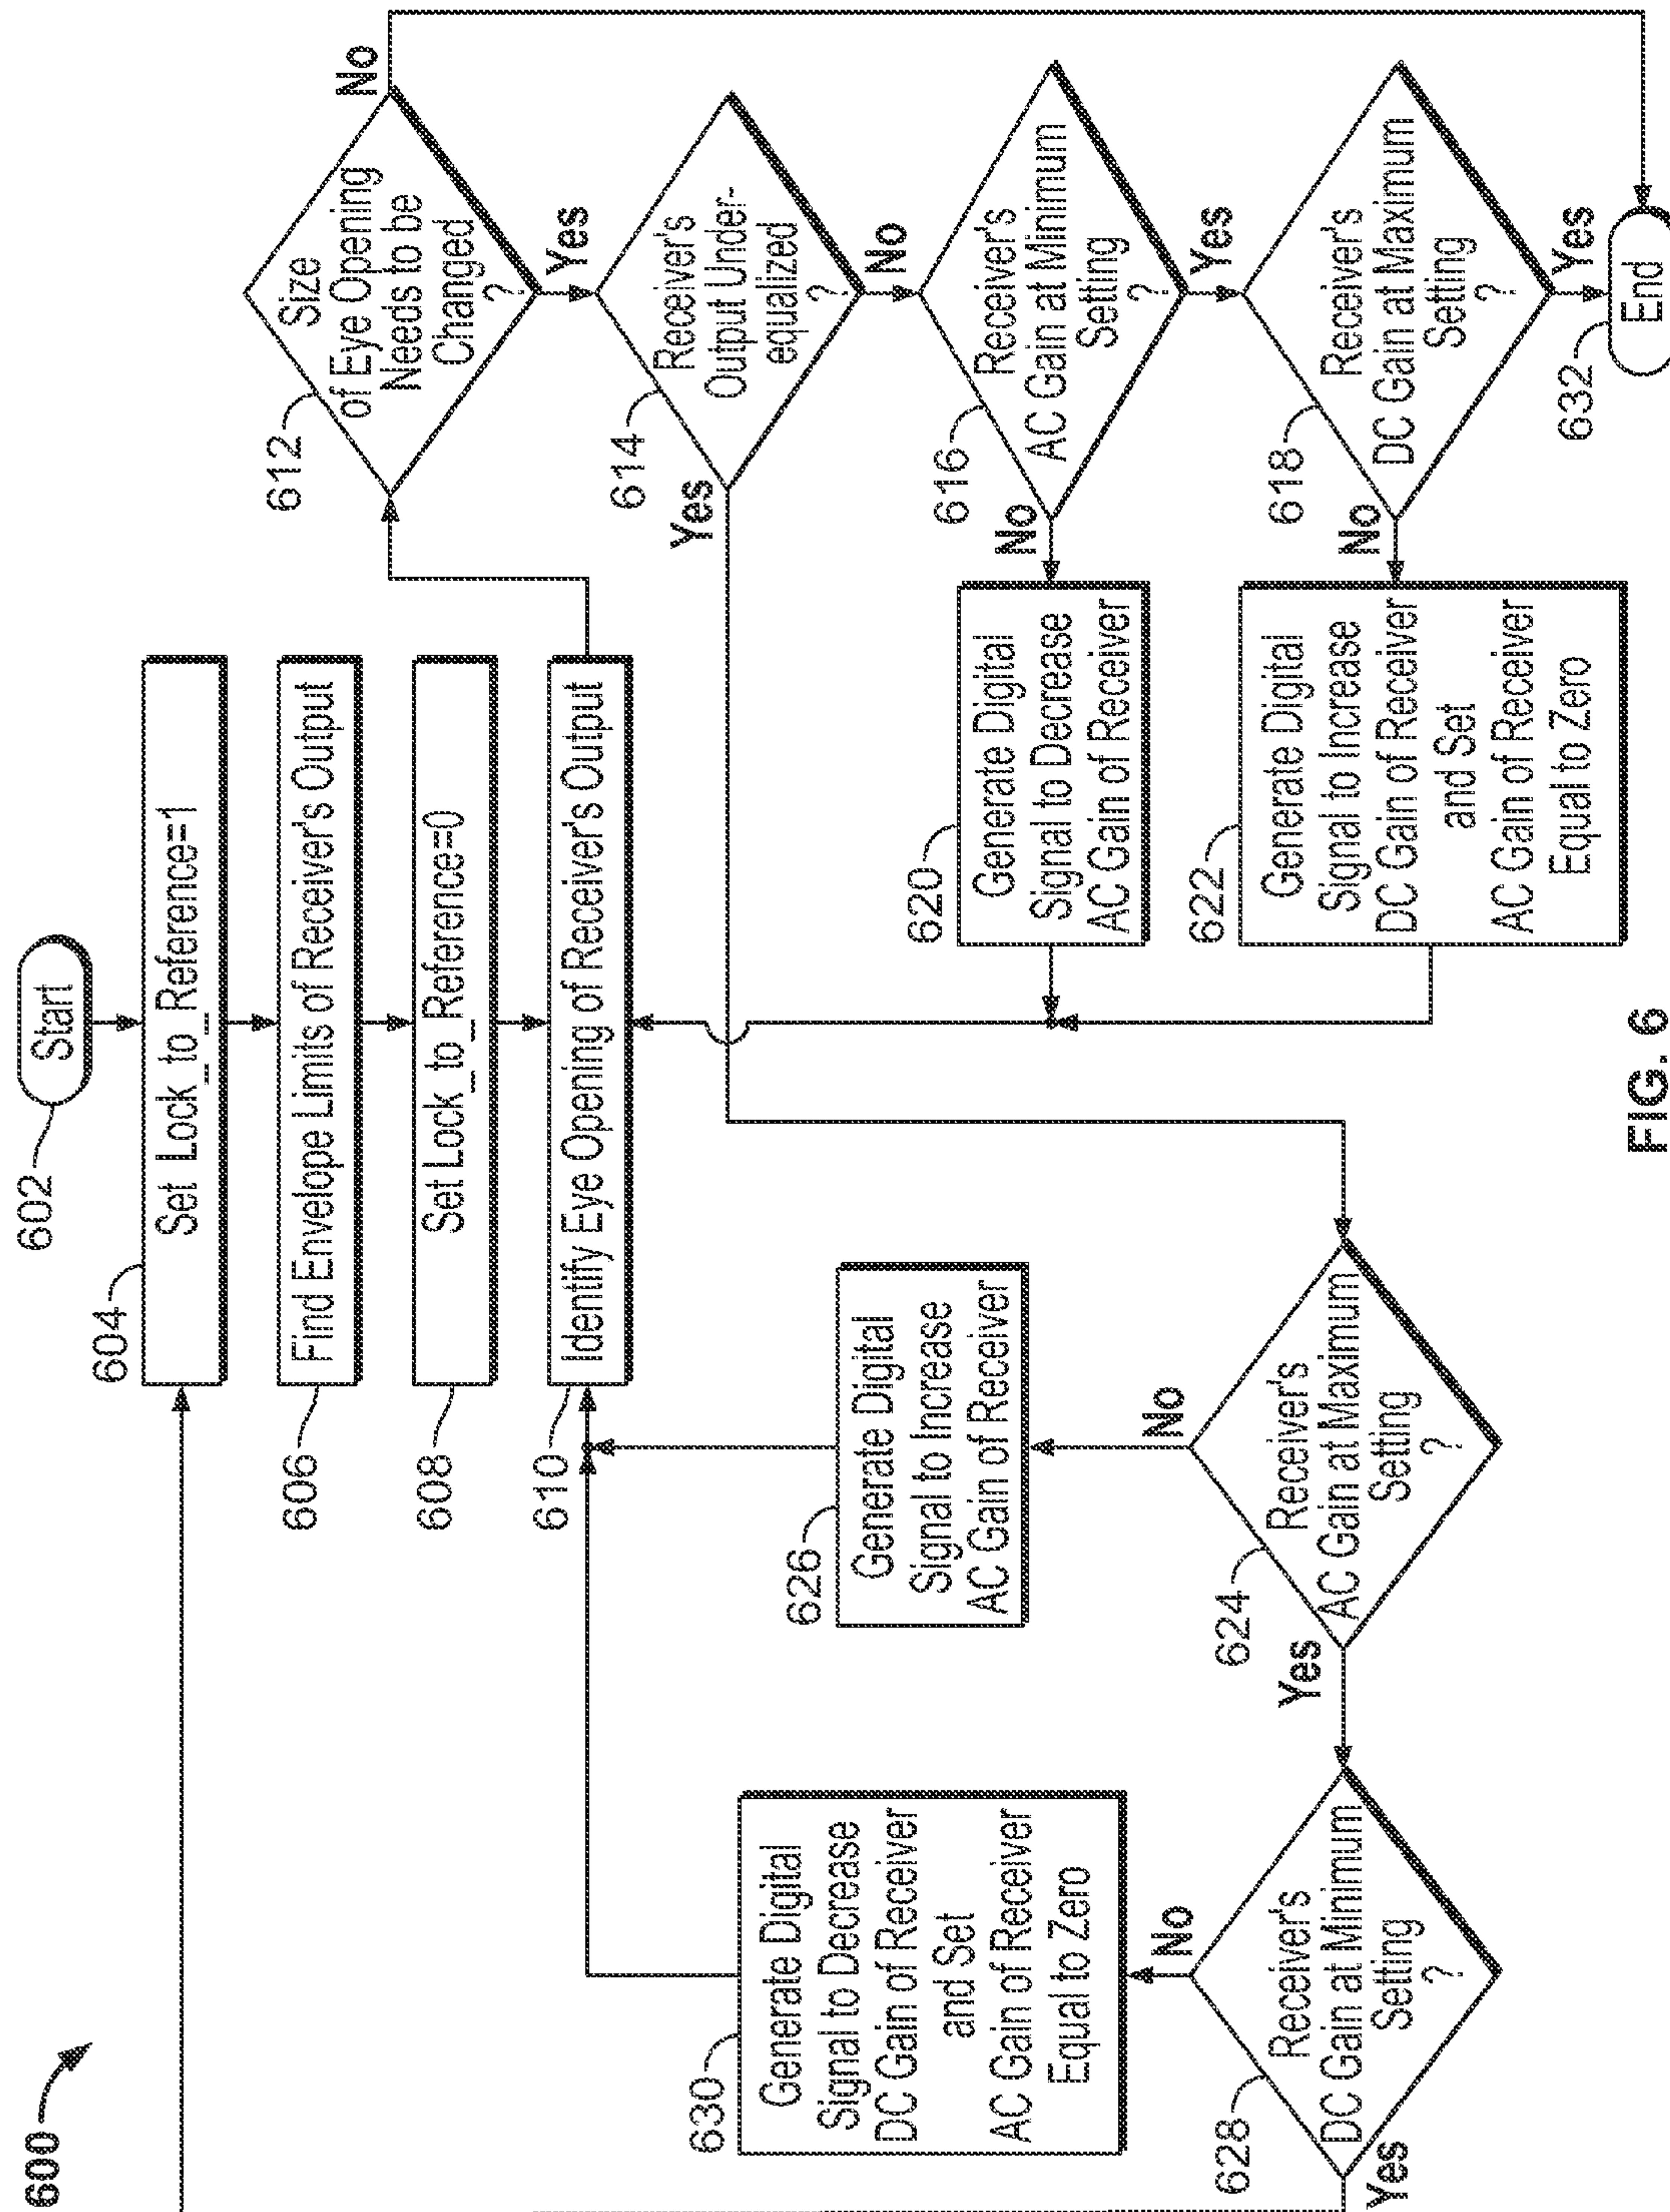 600
602
Start
604
Set Lock_to_Reference=1
606
Find Envelope Limits of Receiver's Output
608
Set Lock_to_Reference=0
610
Identify Eye Opening of Receiver's Output
612
Size
of Eye Opening
Needs to be
Changed
?
No
Yes
614
Receiver's
Output Under-
equalized
?
Yes
No
616
Receiver's
AC Gain at Minimum
Setting
?
No
Yes
618
Receiver's
DC Gain at Maximum
Setting
?
No
Yes
620
Generate Digital
Signal to Decrease
AC Gain of Receiver
622
Generate Digital
Signal to Increase
DC Gain of Receiver
and Set
AC Gain of Receiver
Equal to Zero
624
Receiver's
AC Gain at Maximum
Setting
?
No
Yes
626
Generate Digital
Signal to Increase
AC Gain of Receiver
628
Receiver's
DC Gain at Minimum
Setting
?
No
Yes
630
Generate Digital
Signal to Decrease
DC Gain of Receiver
and Set
AC Gain of Receiver
Equal to Zero
632
End
FIG. 6